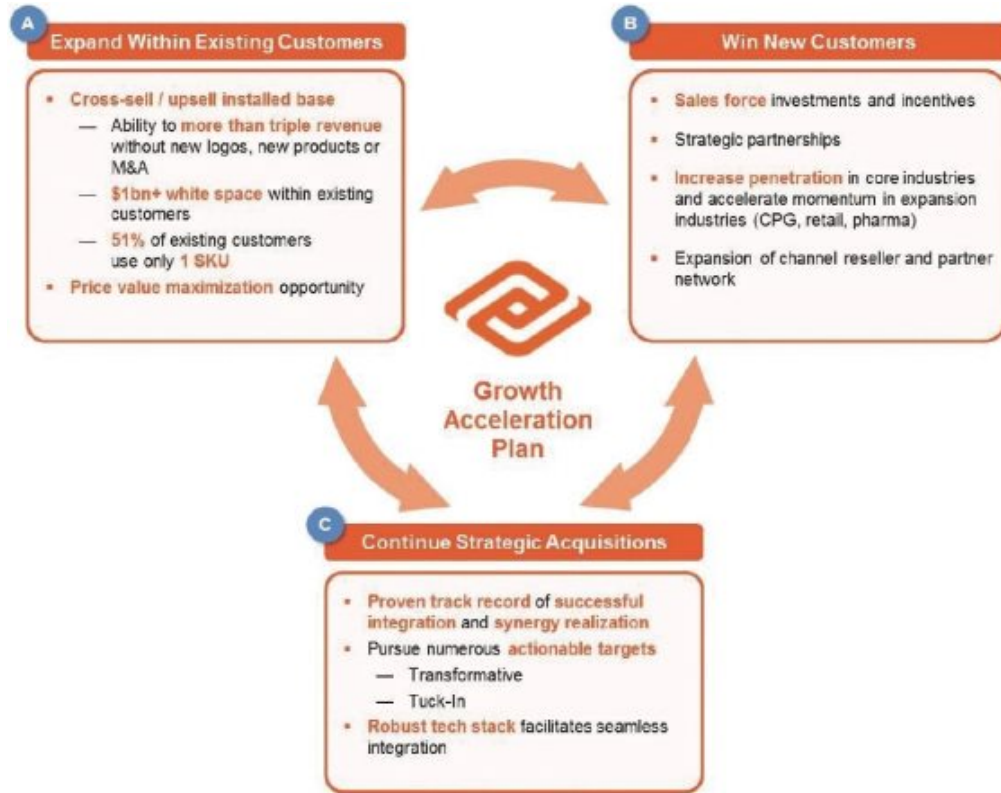 A
Expand Within Existing Customers
▪ Cross-sell / upsell installed base
— Ability to more than triple revenue
without new logos, new products or
M&A
— $1bn+ white space within existing
customers
— 51% of existing customers
use only 1 SKU
▪ Price value maximization opportunity
B
Win New Customers
▪ Sales force investments and incentives
▪ Strategic partnerships
▪ Increase penetration in core industries
and accelerate momentum in expansion
industries (CPG, retail, pharma)
▪ Expansion of channel reseller and partner
network
Growth
Acceleration
Plan
C
Continue Strategic Acquisitions
▪ Proven track record of successful
integration and synergy realization
▪ Pursue numerous actionable targets
— Transformative
— Tuck-In
▪ Robust tech stack facilitates seamless
integration